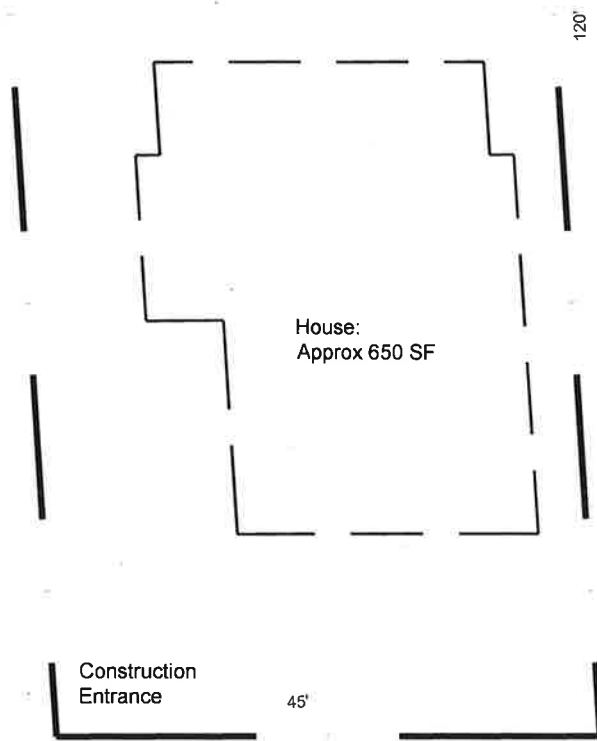 120'
House:
Approx 650 SF
Construction
Entrance
45'